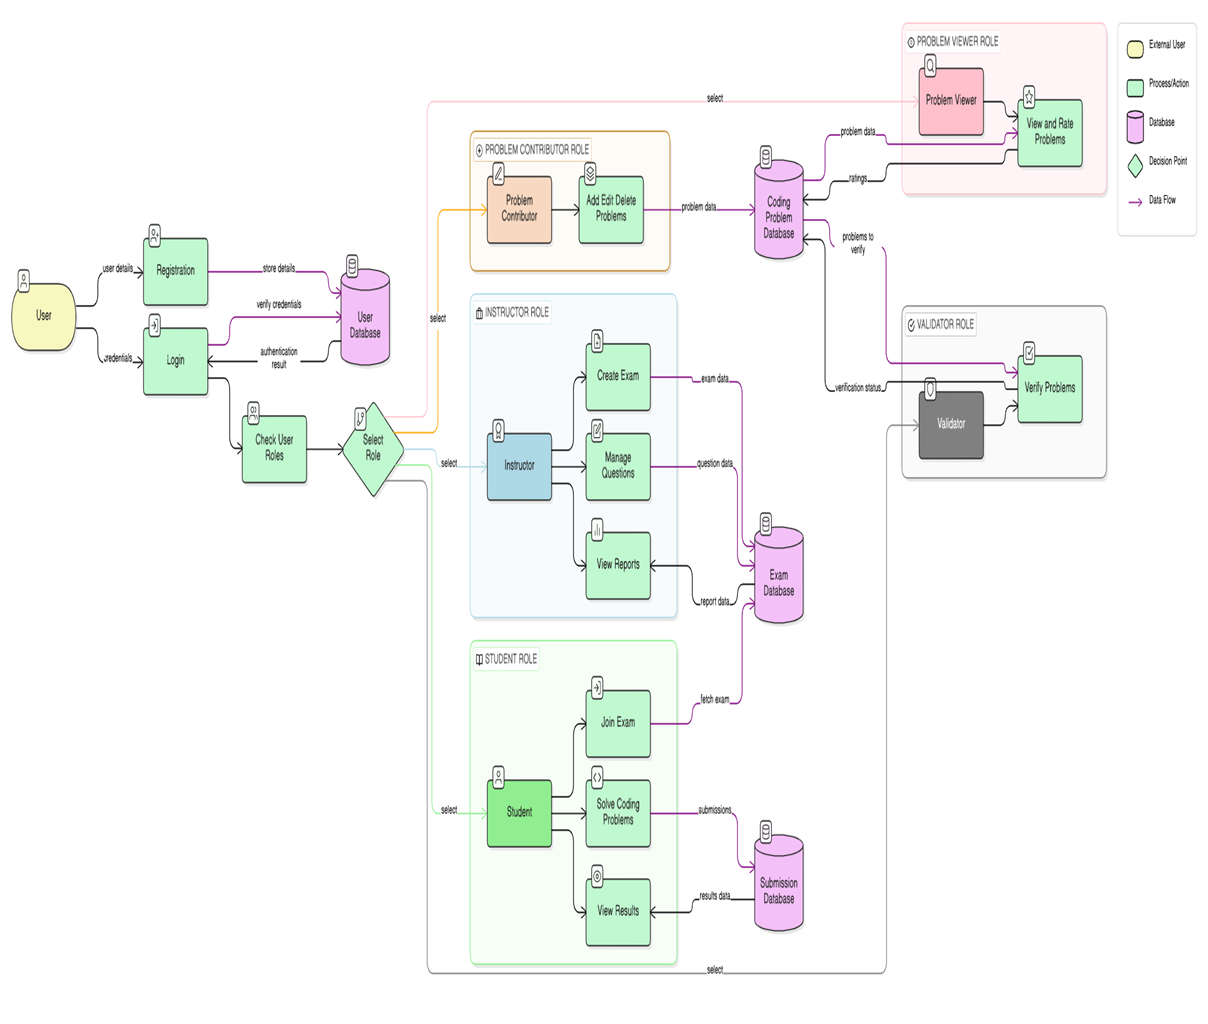 PROBLEM VIEWER ROLE
Problem Viewer
View and Rate
Problems
External User
Process/Action
Database
Decision Point
Data Flow
select
PROBLEM CONTRIBUTOR ROLE
Problem
Contributor
Add Edit Delete
Problems
problem data
Coding
Problem
Database
problem data
ratings
problems to
verify
User
user details
Registration
store details
verify credentials
User
Database
credentials
Login
authentication
result
Check User
Roles
Select
Role
select
select
INSTRUCTOR ROLE
Instructor
Create Exam
exam data
Manage
Questions
question data
View Reports
report data
Exam
Database
VALIDATOR ROLE
Verify Problems
verification status
Validator
STUDENT ROLE
select
Student
Join Exam
fetch exam
Solve Coding
Problems
submissions
View Results
results data
Submission
Database
select